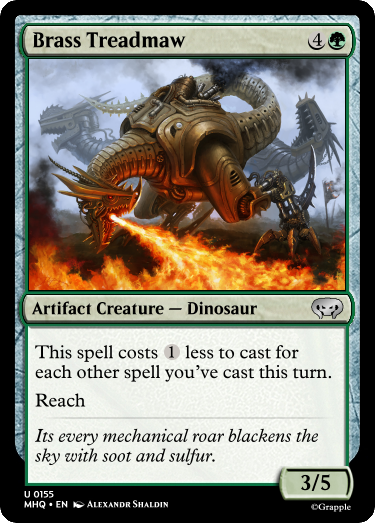 Brass Treadmaw 4
Artifact Creature — Dinosaur
This spell costs 1 less to cast for
each other spell you've cast this turn.
Reach
Its every mechanical roar blackens the
sky with soot and sulfur.
3/5
U 0155
MHQ • EN Alexandr Shaldin
©Grapple